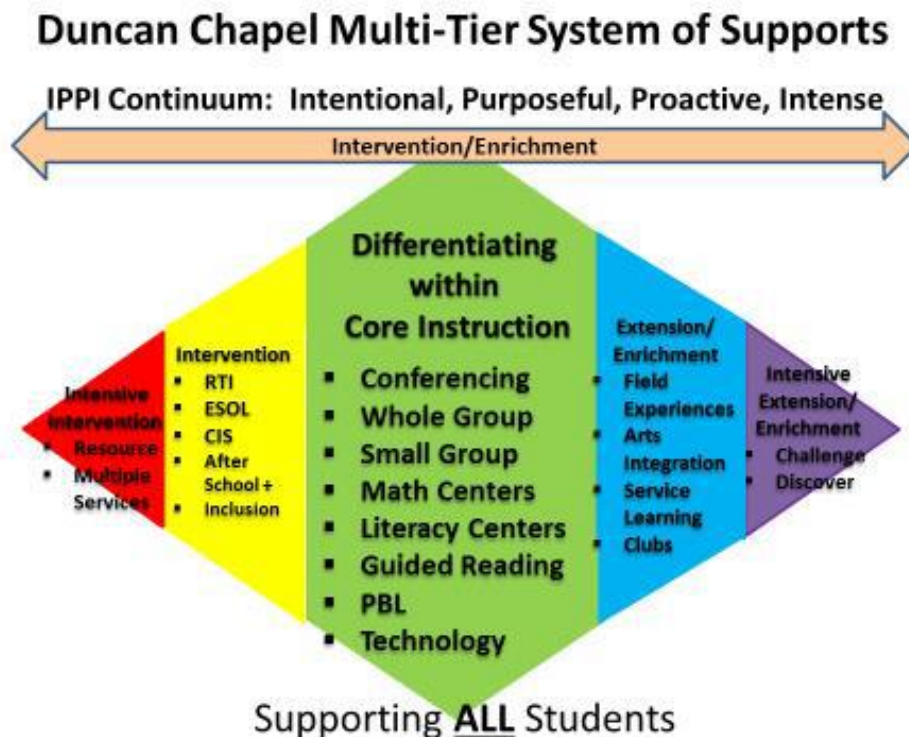 Duncan Chapel Multi-Tier System of Supports
IPPI Continuum: Intentional, Purposeful, Proactive, Intense
Intervention/Enrichment
Intensive
Intervention
▪ Resource
▪ Multiple
Services
Intervention
▪ RTI
▪ ESOL
▪ CIS
▪ After
School +
▪ Inclusion
Differentiating
within
Core Instruction
▪ Conferencing
▪ Whole Group
▪ Small Group
▪ Math Centers
▪ Literacy Centers
▪ Guided Reading
▪ PBL
▪ Technology
Extension/
Enrichment
▪ Field
Experiences
▪ Arts
Integration
▪ Service
Learning
▪ Clubs
Intensive
Extension/
Enrichment
▪ Challenge
▪ Discover
Supporting ALL Students